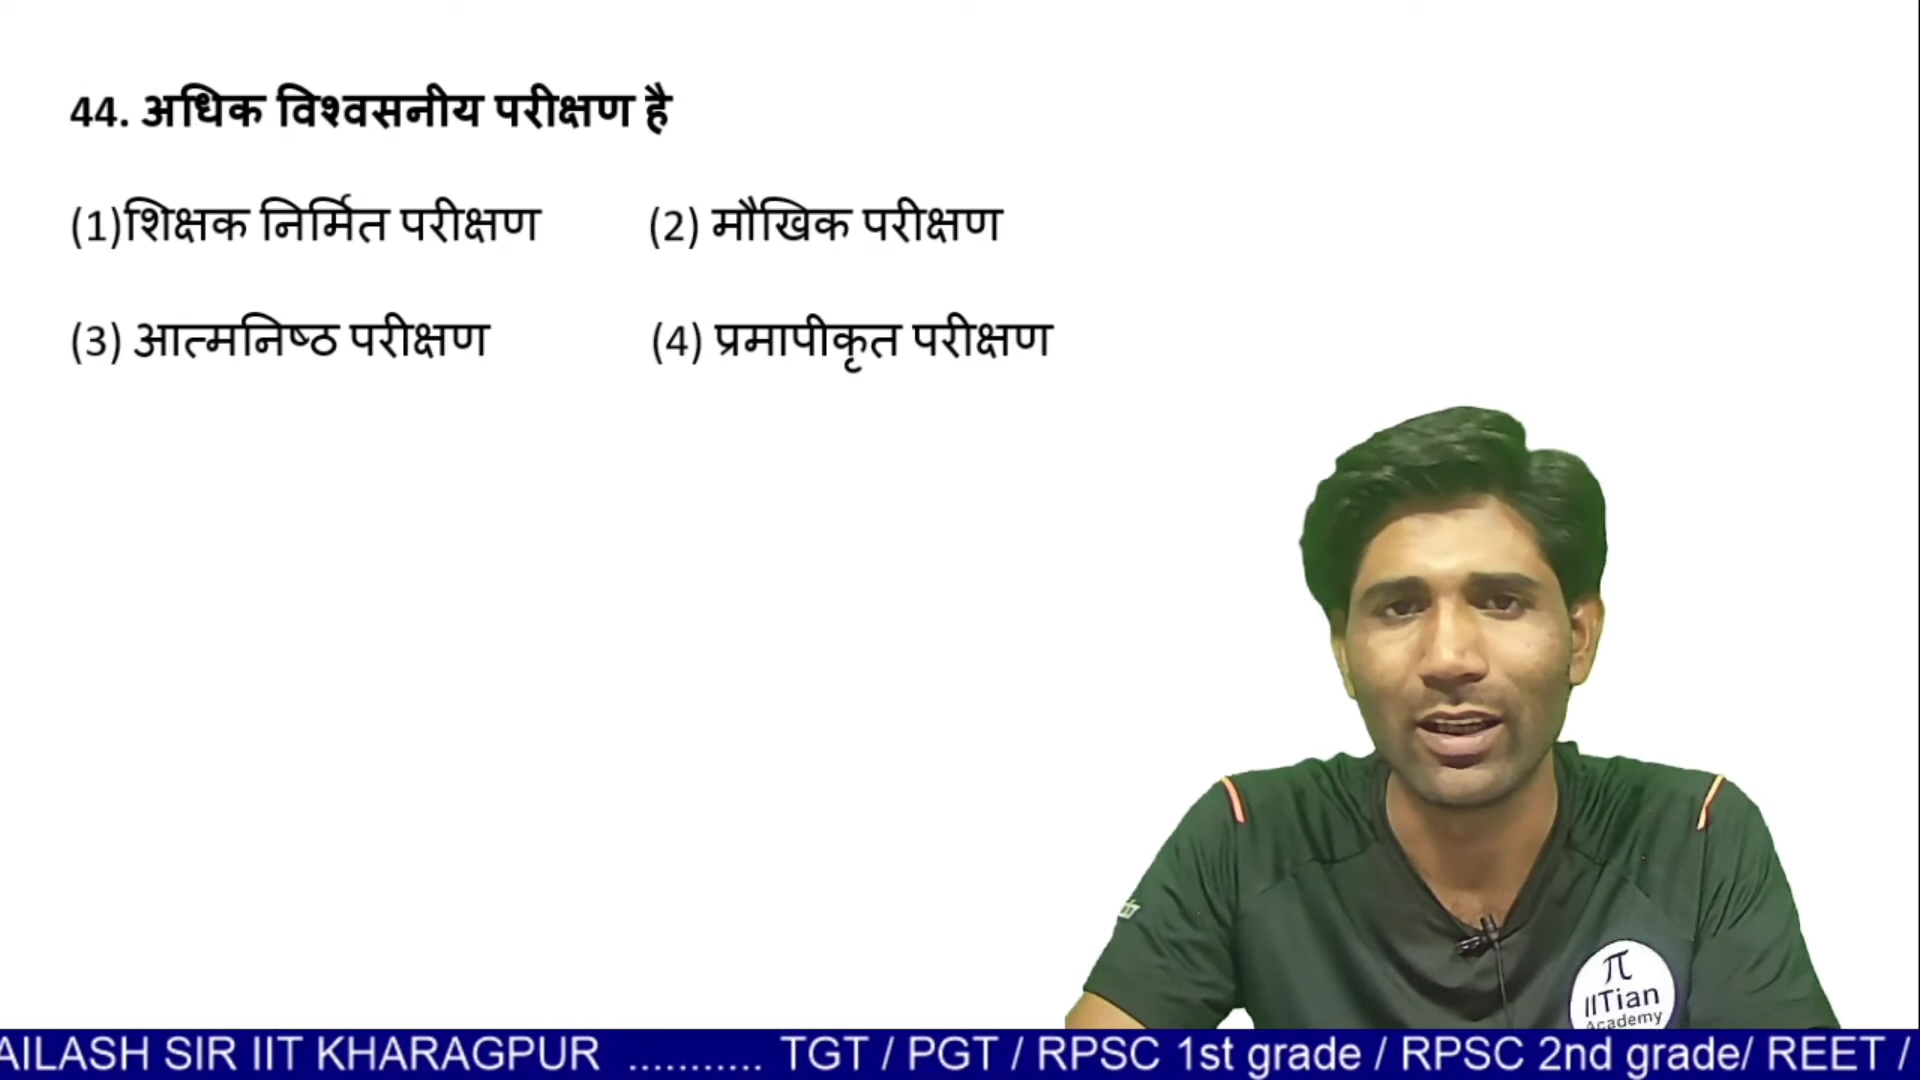 44. अधिक विश्वसनीय परीक्षण है
(1)शिक्षक निर्मित परीक्षण (2) मौखिक परीक्षण
(3) आत्मनिष्ठ परीक्षण (4) प्रमापीकृत परीक्षण
π
IITian
Academy
AILASH SIR IIT KHARAGPUR ........... TGT / PGT / RPSC 1st grade / RPSC 2nd grade/ REET /